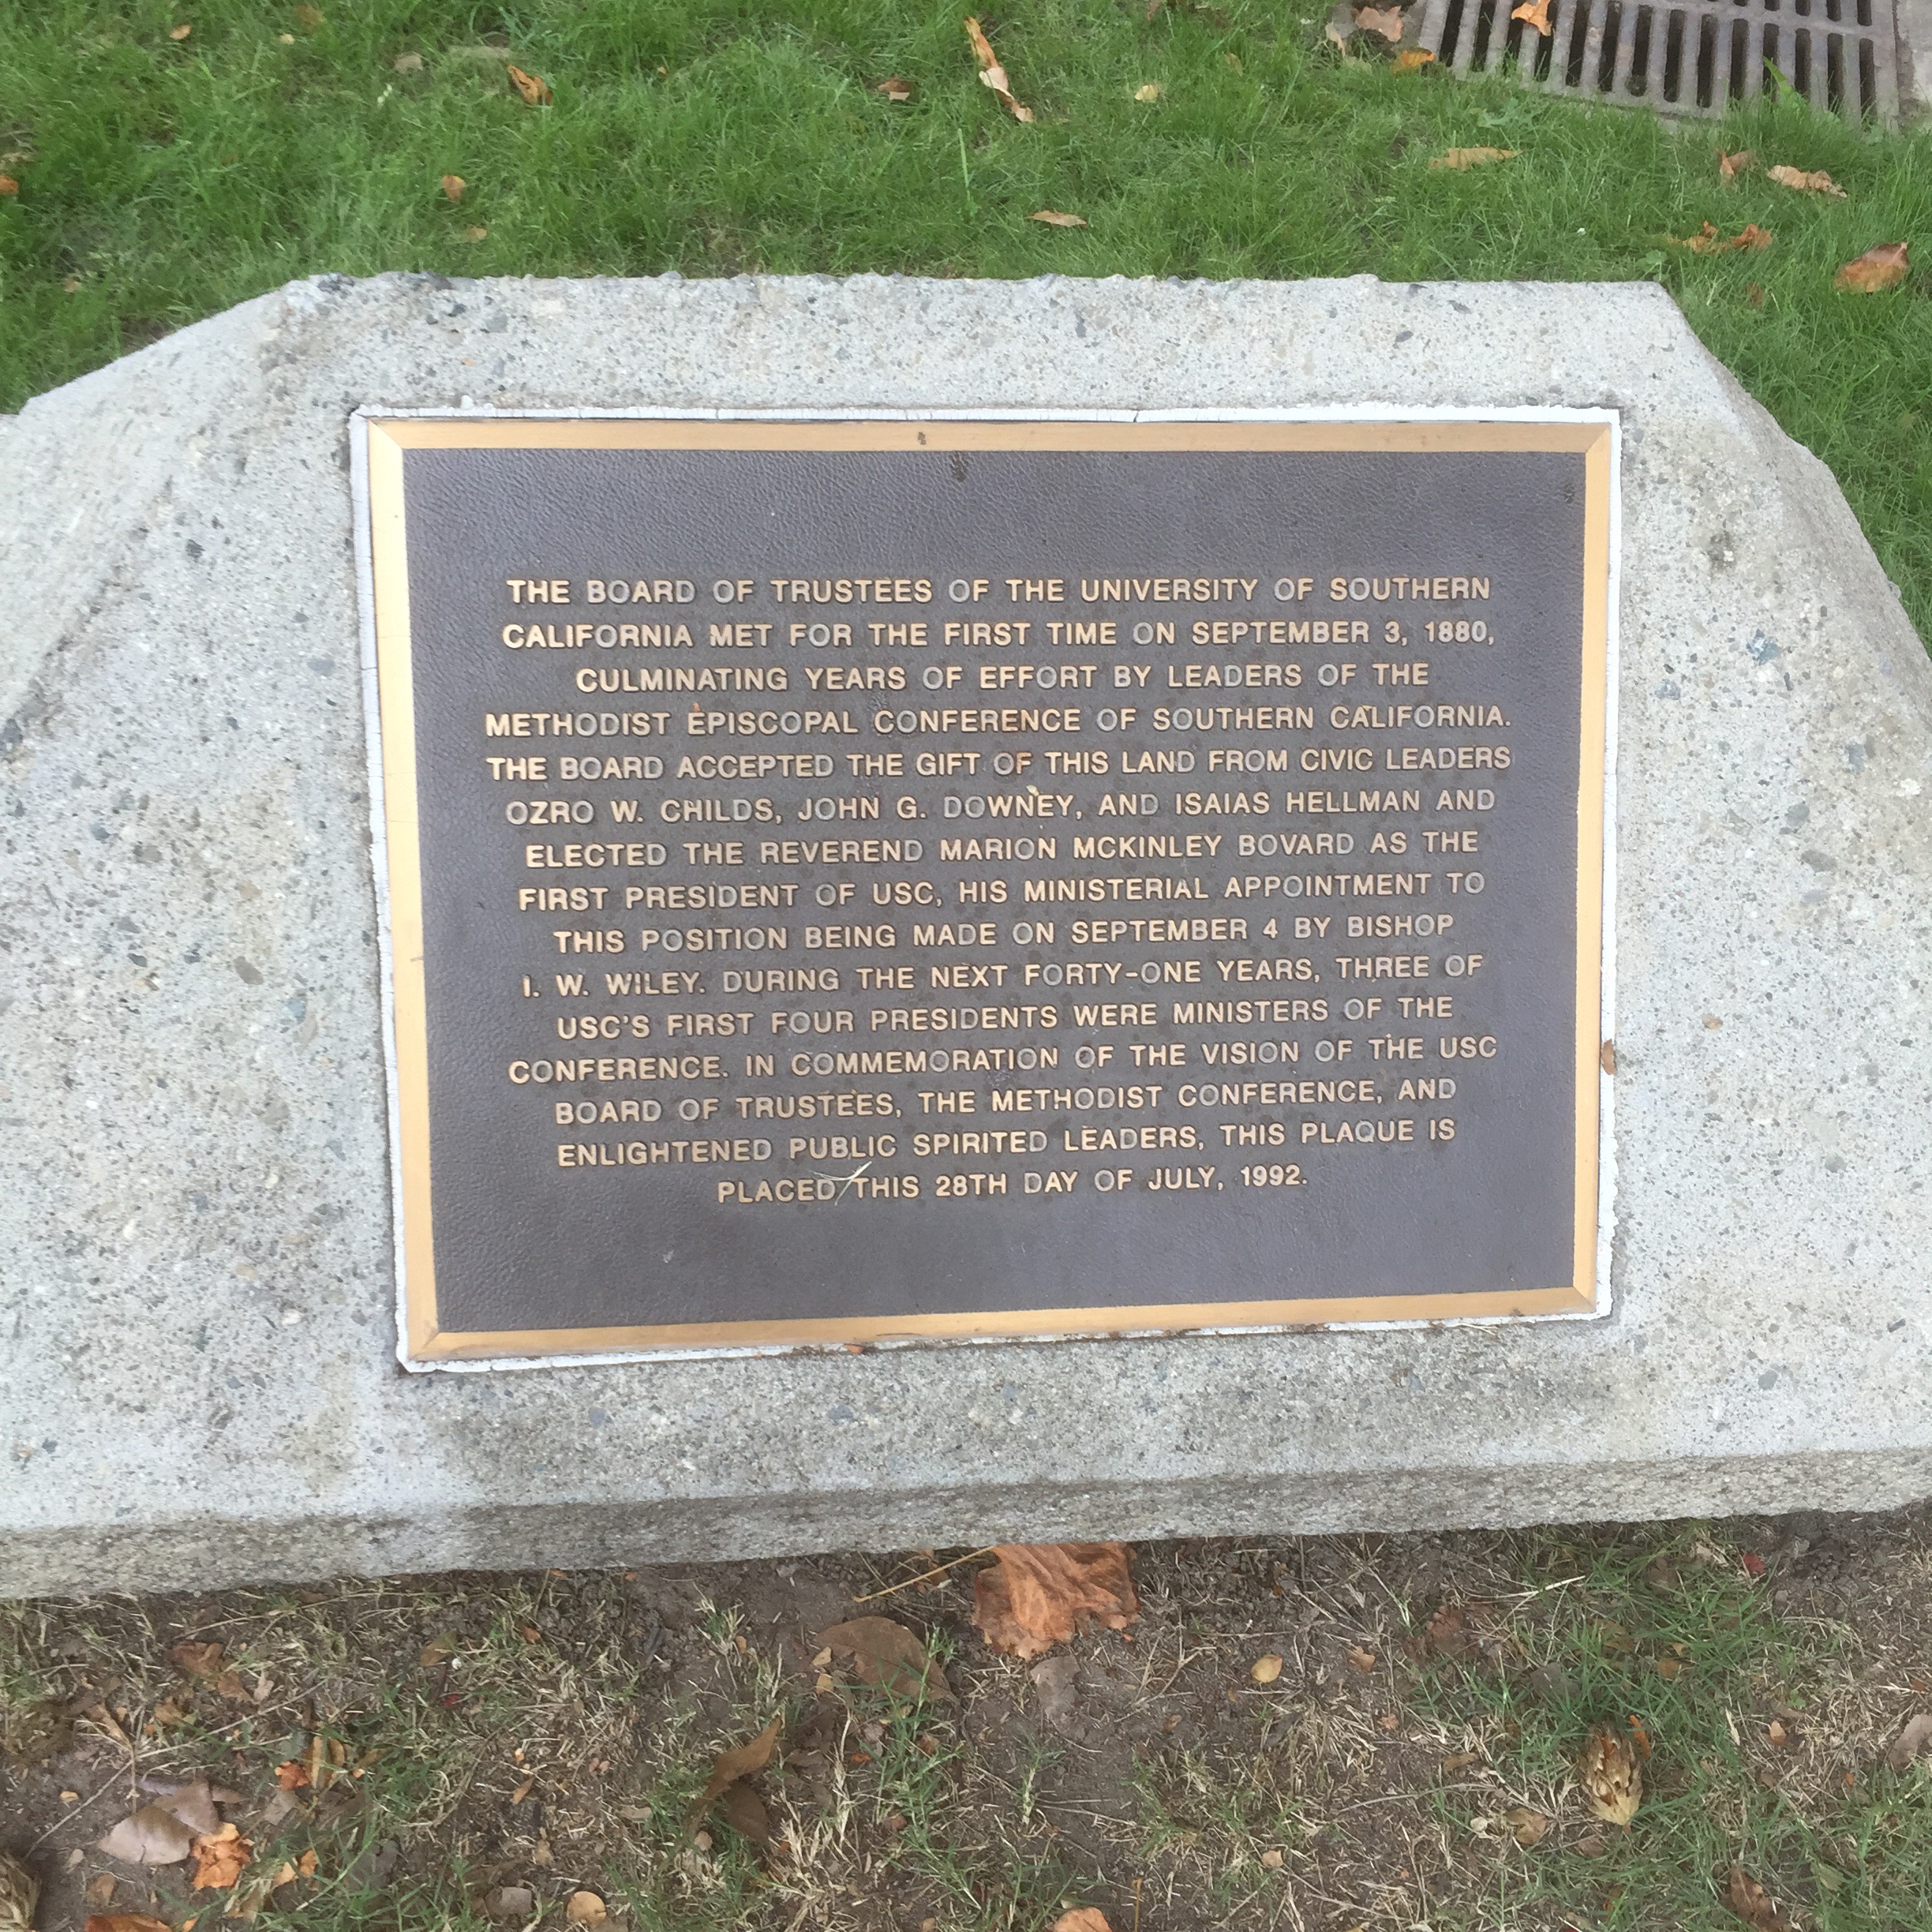 THE BOARD OF TRUSTEES OF THE UNIVERSITY OF SOUTHERN
CALIFORNIA MET FOR THE FIRST TIME ON SEPTEMBER 3, 1880,
CULMINATING YEARS OF EFFORT BY LEADERS OF THE
METHODIST EPISCOPAL CONFERENCE OF SOUTHERN CALIFORNIA.
THE BOARD ACCEPTED THE GIFT OF THIS LAND FROM CIVIC LEADERS
OZRO W. CHILDS, JOHN G. DOWNEY, AND ISAIAS HELLMAN AND
ELECTED THE REVEREND MARION MCKINLEY BOVARD AS THE
FIRST PRESIDENT OF USC, HIS MINISTERIAL APPOINTMENT TO
THIS POSITION BEING MADE ON SEPTEMBER 4 BY BISHOP
I. W. WILEY. DURING THE NEXT FORTY-ONE YEARS, THREE OF
USC'S FIRST FOUR PRESIDENTS WERE MINISTERS OF THE
CONFERENCE. IN COMMEMORATION OF THE VISION OF THE USC
BOARD OF TRUSTEES, THE METHODIST CONFERENCE, AND
ENLIGHTENED PUBLIC SPIRITED LEADERS, THIS PLAQUE IS
PLACED THIS 28TH DAY OF JULY, 1992.